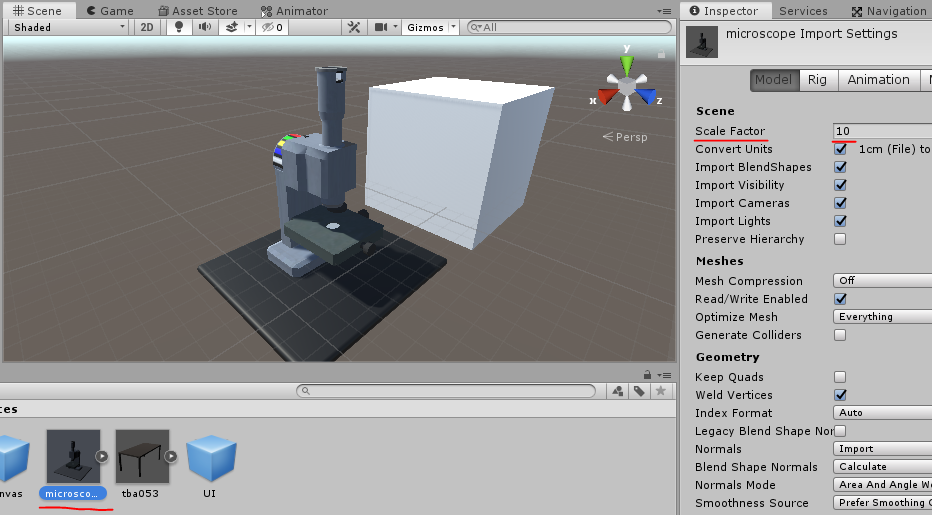 Scene Game Asset Store Animator
Shaded 2D 0 Gizmos All
y
x z
Persp
ces
nvas microsco... tba053 UI
Inspector Services Navigation
microscope Import Settings
Model Rig Animation
Scene
Scale Factor 10
Convert Units 1cm (File) to
Import BlendShapes
Import Visibility
Import Cameras
Import Lights
Preserve Hierarchy
Meshes
Mesh Compression Off
Read/Write Enabled
Optimize Mesh Everything
Generate Colliders
Geometry
Keep Quads
Weld Vertices
Index Format Auto
Legacy Blend Shape Nor
Normals Import
Blend Shape Normals Calculate
Normals Mode Area And Angle We
Smoothness Source Prefer Smoothing G